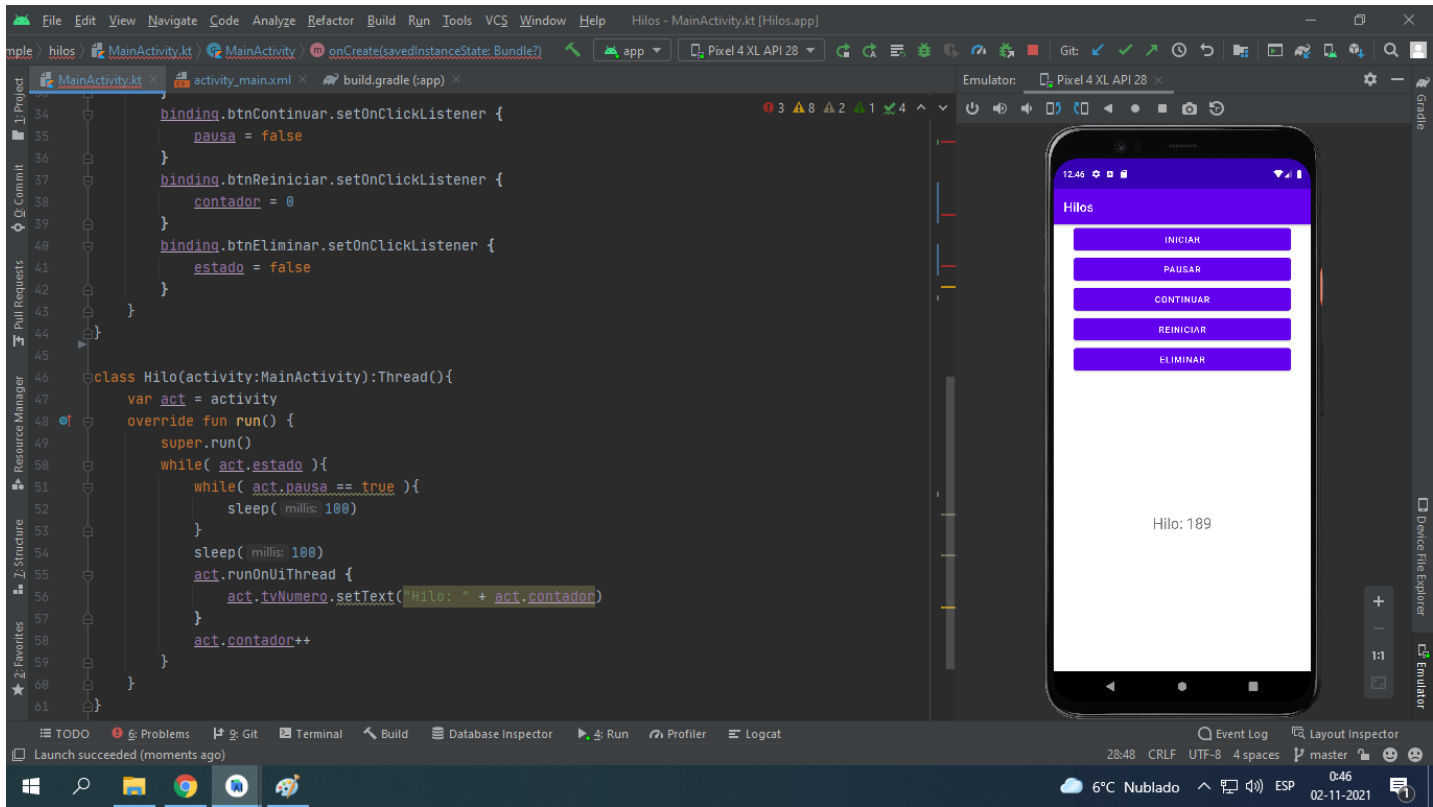 File Edit View Navigate Code Analyze Refactor Build Run Tools VCS Window Help Hilos - MainActivity.kt [Hilos.app]
mple hilos MainActivity.kt MainActivity onCreate(savedInstanceState: Bundle?) app Pixel 4 XL API 28 Git:
MainActivity.kt activity_main.xml build.gradle (:app) Emulator: Pixel 4 XL API 28
3 8 2 1 4
34 binding.btnContinuar.setOnClickListener {
35 pausa = false
36 }
37 binding.btnReiniciar.setOnClickListener {
38 contador = 0
39 }
40 binding.btnEliminar.setOnClickListener {
41 estado = false
42 }
43 }
44 }
45
46 class Hilo(activity:MainActivity):Thread(){
47 var act = activity
48 override fun run() {
49 super.run()
50 while( act.estado ){
51 while( act.pausa == true ){
52 sleep( millis: 100)
53 }
54 sleep( millis: 100)
55 act.runOnUiThread {
56 act.tvNumero.setText("Hilo: " + act.contador)
57 }
58 act.contador++
59 }
60 }
61 }
1: Project
0: Commit
Pull Requests
Resource Manager
7: Structure
2: Favorites
12:46
Hilos
INICIAR
PAUSAR
CONTINUAR
REINICIAR
ELIMINAR
Hilo: 189
1:1
Gradle
Device File Explorer
Emulator
TODO 6: Problems 9: Git Terminal Build Database Inspector 4: Run Profiler Logcat Event Log Layout Inspector
Launch succeeded (moments ago) 28:48 CRLF UTF-8 4 spaces master
6°C Nublado ESP 0:46
02-11-2021
1